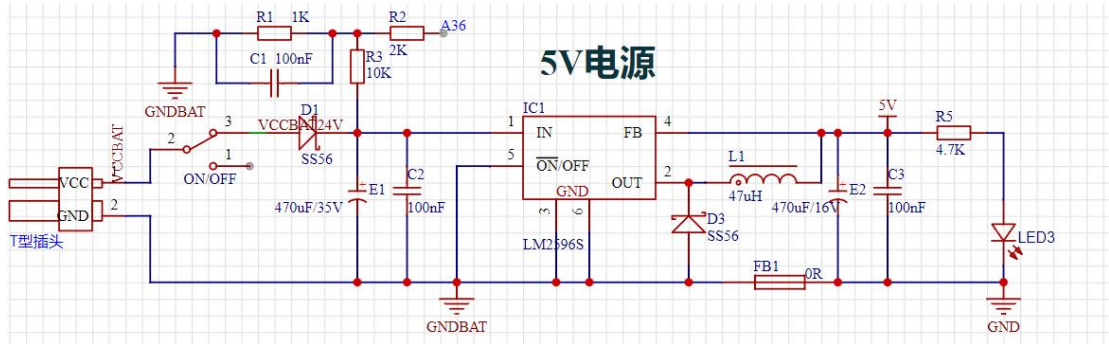 R1 1K
R2
A36
2K
C1 100nF
R3
10K
5V电源
GNDBAT
VCCBAT
D1
VCCBAT24V
SS56
3
2
1
ON/OFF
IC1
1 IN
FB 4
5 ON/OFF
OUT 2
GND
3
6
LM2596S
5V
R5
4.7K
L1
47uH
E1
470uF/35V
C2
100nF
D3
SS56
E2
470uF/16V
C3
100nF
LED3
VCC 1
GND 2
T型插头
FB1 0R
GNDBAT
GND